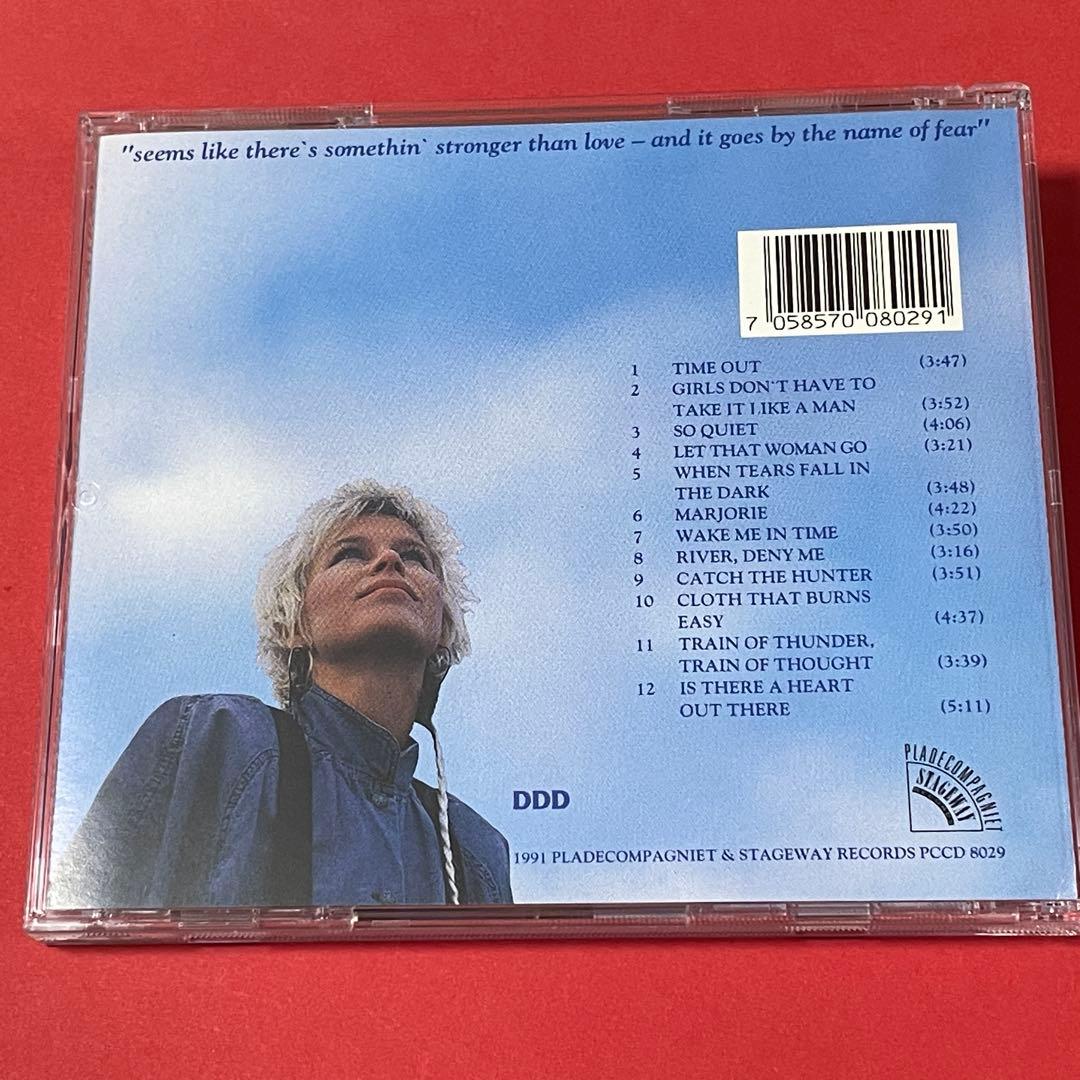 "seems like there`s somethin` stronger than love – and it goes by the name of fear"
7 058570 080291
1 TIME OUT (3:47)
2 GIRLS DON`T HAVE TO
TAKE IT LIKE A MAN (3:52)
3 SO QUIET (4:06)
4 LET THAT WOMAN GO (3:21)
5 WHEN TEARS FALL IN
THE DARK (3:48)
6 MARJORIE (4:22)
7 WAKE ME IN TIME (3:50)
8 RIVER, DENY ME (3:16)
9 CATCH THE HUNTER (3:51)
10 CLOTH THAT BURNS
EASY (4:37)
11 TRAIN OF THUNDER,
TRAIN OF THOUGHT (3:39)
12 IS THERE A HEART
OUT THERE (5:11)
PLADECOMPAGNIET
STAGEWAY
DDD
1991 PLADECOMPAGNIET & STAGEWAY RECORDS PCCD 8029